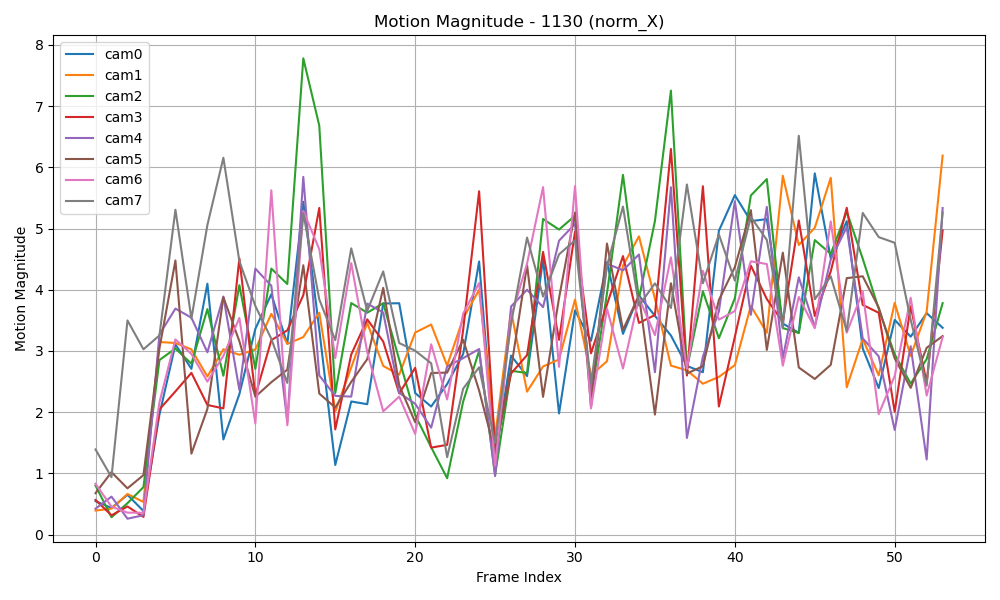 Motion Magnitude - 1130 (norm_X)
cam0
cam1
cam2
cam3
cam4
cam5
cam6
cam7
Motion Magnitude
8
7
6
5
4
3
2
1
0
0 10 20 30 40 50
Frame Index